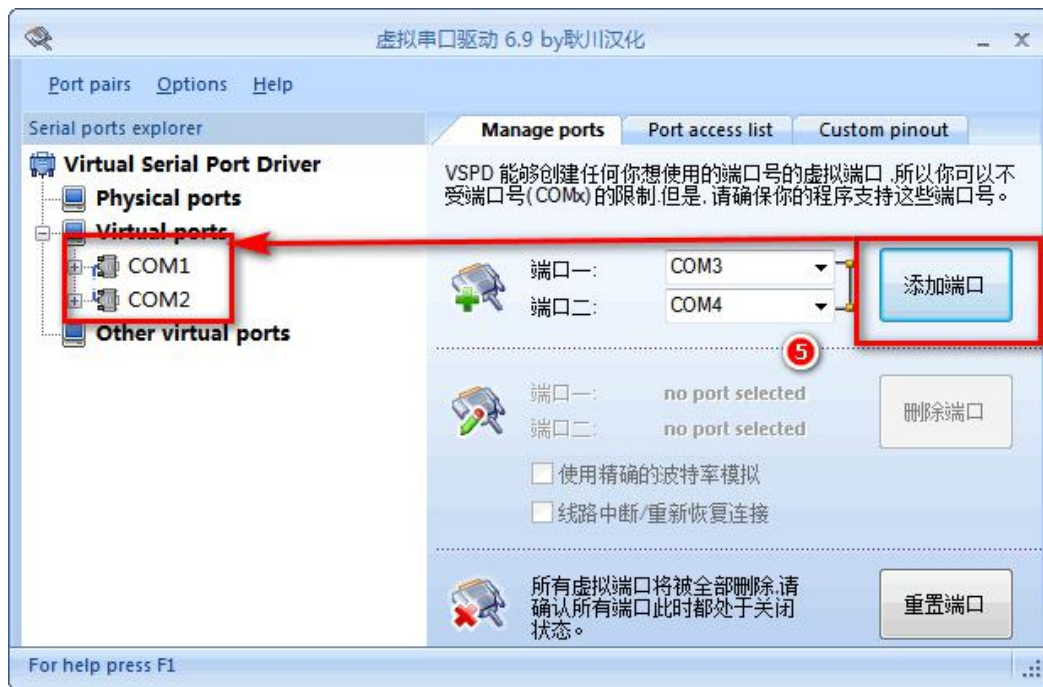 虚拟串口驱动 6.9 by耿川汉化
Port pairs Options Help
Serial ports explorer
Manage ports Port access list Custom pinout
Virtual Serial Port Driver
Physical ports
Virtual ports
COM1
COM2
Other virtual ports
VSPD 能够创建任何你想使用的端口号的虚拟端口 .所以你可以不
受端口号(COMx)的限制.但是, 请确保你的程序支持这些端口号。
端口一: COM3
端口二: COM4
添加端口
5
端口一: no port selected
端口二: no port selected
删除端口
使用精确的波特率模拟
线路中断/重新恢复连接
所有虚拟端口将被全部删除.请
确认所有端口此时都处于关闭
状态。
重置端口
For help press F1